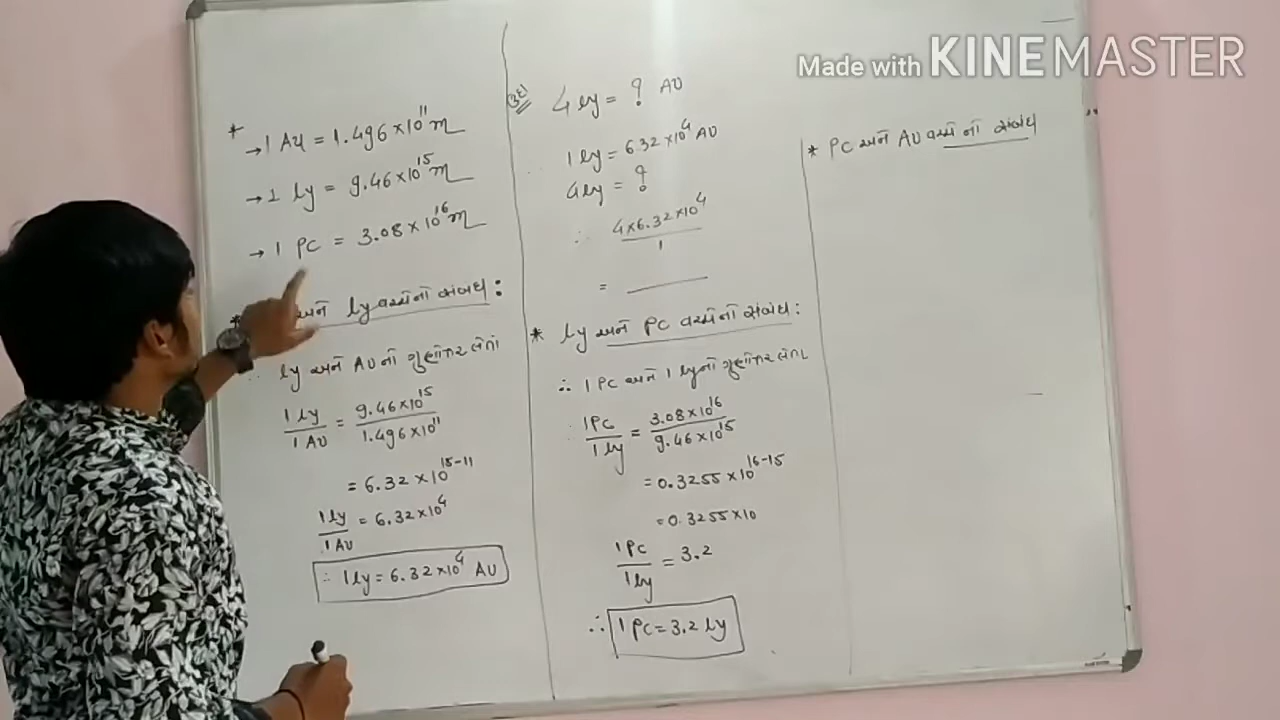 Made with KINEMASTER
*
→ 1 AU = 1.496 × 10¹¹ m
→ 1 ly = 9.46 × 10¹⁵ m
→ 1 PC = 3.08 × 10¹⁶ m
* અને ly વચ્ચેનો સંબંધ :
ly અને AU નો ગુણોત્તર લેતાં
1 ly / 1 AU = 9.46 × 10¹⁵ / 1.496 × 10¹¹
= 6.32 × 10¹⁵⁻¹¹
1 ly / 1 AU = 6.32 × 10⁴
∴ 1 ly = 6.32 × 10⁴ AU
4 ly = ? AU
1 ly = 6.32 × 10⁴ AU
4 ly = ?
∴ 4 × 6.32 × 10⁴ / 1
= ____
* ly અને PC વચ્ચેનો સંબંધ :
∴ 1 PC અને 1 ly નો ગુણોત્તર લેતા
∴ 1 PC / 1 ly = 3.08 × 10¹⁶ / 9.46 × 10¹⁵
= 0.3255 × 10¹⁶⁻¹⁵
= 0.3255 × 10
1 PC / 1 ly = 3.2
∴ 1 PC = 3.2 ly
* PC અને AU વચ્ચેનો સંબંધ